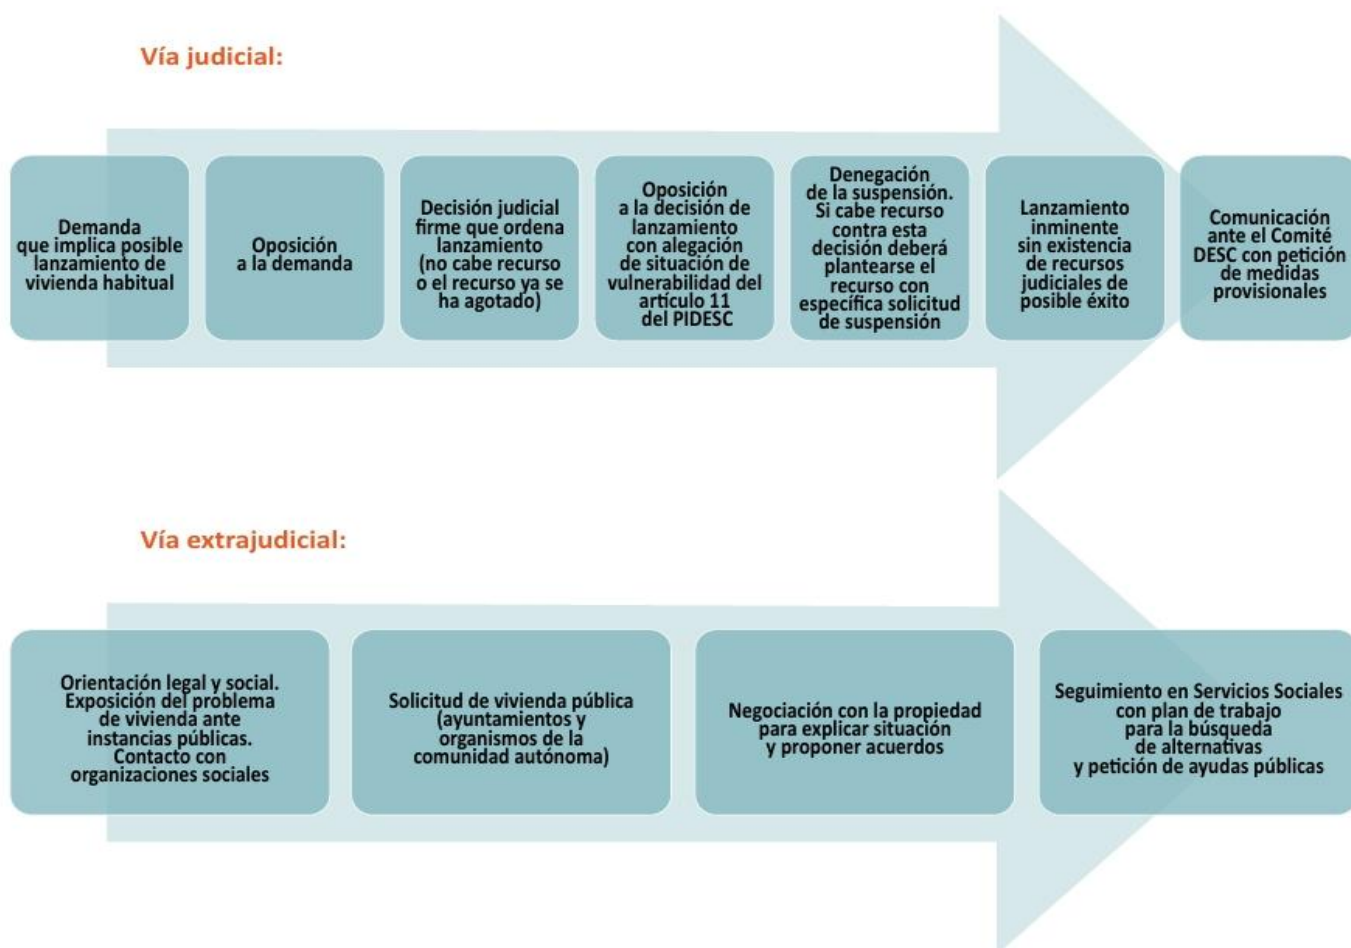 Vía judicial:
Demanda
que implica posible
lanzamiento de
vivienda habitual
Oposición
a la demanda
Decisión judicial
firme que ordena
lanzamiento
(no cabe recurso
o el recurso ya se
ha agotado)
Oposición
a la decisión de
lanzamiento
con alegación
de situación de
vulnerabilidad del
artículo 11
del PIDESC
Denegación
de la suspensión.
Si cabe recurso
contra esta
decisión deberá
plantearse el
recurso con
específica solicitud
de suspensión
Lanzamiento
inminente
sin existencia
de recursos
judiciales de
posible éxito
Comunicación
ante el Comité
DESC con petición
de medidas
provisionales
Vía extrajudicial:
Orientación legal y social.
Exposición del problema
de vivienda ante
instancias públicas.
Contacto con
organizaciones sociales
Solicitud de vivienda pública
(ayuntamientos y
organismos de la
comunidad autónoma)
Negociación con la propiedad
para explicar situación
y proponer acuerdos
Seguimiento en Servicios Sociales
con plan de trabajo
para la búsqueda
de alternativas
y petición de ayudas públicas